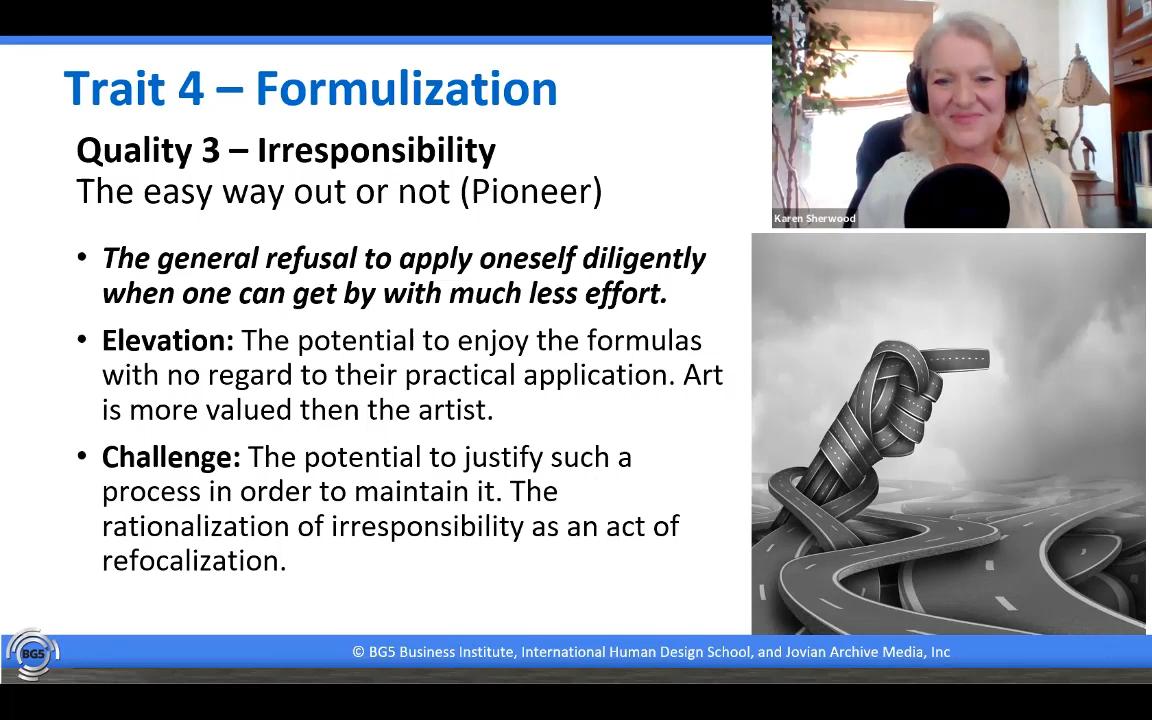 Trait 4 – Formulization
Quality 3 – Irresponsibility
The easy way out or not (Pioneer)
• The general refusal to apply oneself diligently
when one can get by with much less effort.
• Elevation: The potential to enjoy the formulas
with no regard to their practical application. Art
is more valued then the artist.
• Challenge: The potential to justify such a
process in order to maintain it. The
rationalization of irresponsibility as an act of
refocalization.
Karen Sherwood
BG5
© BG5 Business Institute, International Human Design School, and Jovian Archive Media, Inc